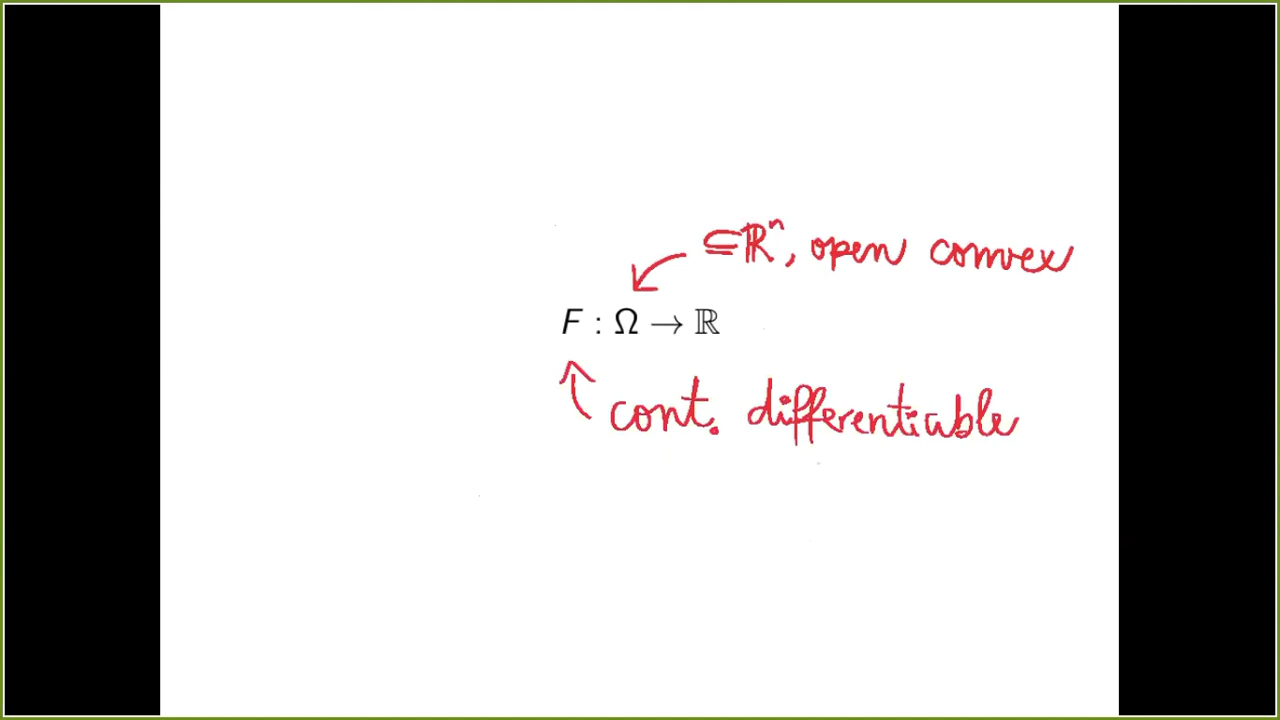 ⊆ℝⁿ, open convex
F : Ω → ℝ
cont. differentiable